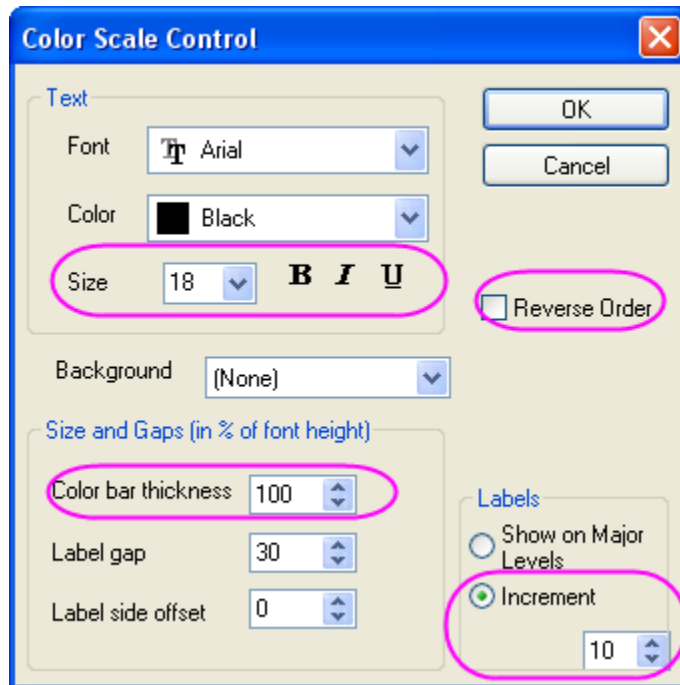 Color Scale Control
Text
Font Arial
OK
Cancel
Color Black
Size 18 B I U
Reverse Order
Background (None)
Size and Gaps (in % of font height)
Color bar thickness 100
Label gap 30
Label side offset 0
Labels
Show on Major
Levels
Increment
10